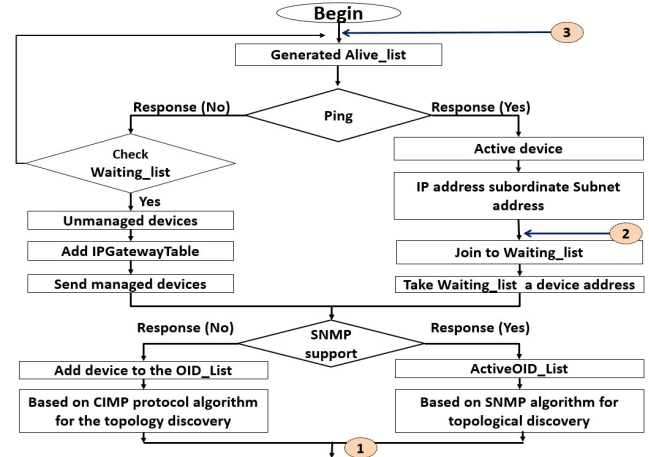 Begin
3
Generated Alive_list
Response (No)
Ping
Response (Yes)
Check
Waiting_list
Active device
Yes
IP address subordinate Subnet
address
Unmanaged devices
2
Add IPGatewayTable
Join to Waiting_list
Send managed devices
Take Waiting_list a device address
Response (No)
SNMP
support
Response (Yes)
Add device to the OID_List
ActiveOID_List
Based on CIMP protocol algorithm
for the topology discovery
Based on SNMP algorithm for
topological discovery
1